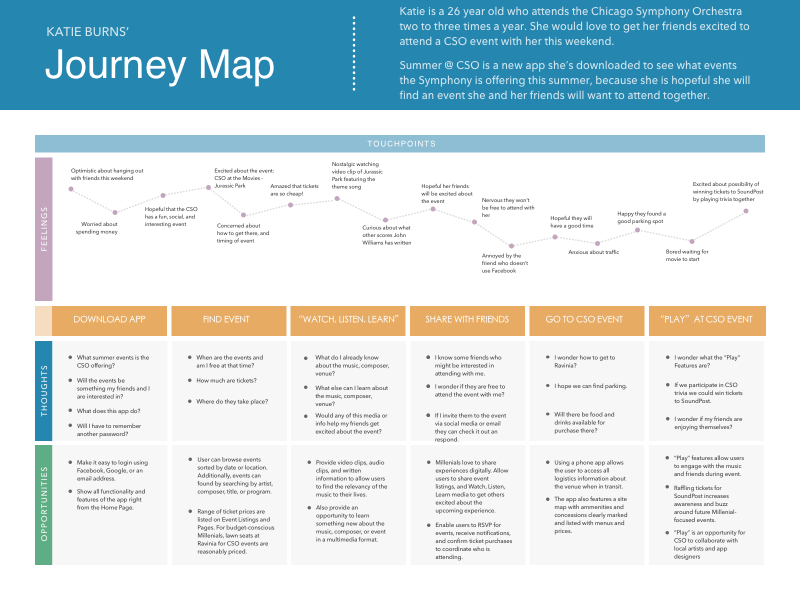 KATIE BURNS'
Journey Map
Katie is a 26 year old who attends the Chicago Symphony Orchestra
two to three times a year. She would love to get her friends excited to
attend a CSO event with her this weekend.
Summer @ CSO is a new app she's downloaded to see what events
the Symphony is offering this summer, because she is hopeful she will
find an event she and her friends will want to attend together.
TOUCHPOINTS
FEELINGS
Optimistic about hanging out
with friends this weekend
Worried about
spending money
Hopeful that the CSO
has a fun, social, and
interesting event
Excited about the event:
CSO at the Movies -
Jurassic Park
Concerned about
how to get there, and
timing of event
Amazed that tickets
are so cheap!
Nostalgic watching
video clip of Jurassic
Park featuring the
theme song
Curious about what
other scores John
Williams has written
Hopeful her friends
will be excited about
the event
Nervous they won't
be free to attend with
her
Annoyed by the
friend who doesn't
use Facebook
Hopeful they will
have a good time
Anxious about traffic
Happy they found a
good parking spot
Bored waiting for
movie to start
Excited about possibility of
winning tickets to SoundPost
by playing trivia together
DOWNLOAD APP
FIND EVENT
"WATCH, LISTEN, LEARN"
SHARE WITH FRIENDS
GO TO CSO EVENT
"PLAY" AT CSO EVENT
THOUGHTS
What summer events is the
CSO offering?
Will the events be
something my friends and I
are interested in?
What does this app do?
Will I have to remember
another password?
When are the events and
am I free at that time?
How much are tickets?
Where do they take place?
What do I already know
about the music, composer,
venue?
What else can I learn about
the music, composer,
venue?
Would any of this media or
info help my friends get
excited about the event?
I know some friends who
might be interested in
attending with me.
I wonder if they are free to
attend the event with me?
If I invite them to the event
via social media or email
they can check it out an
respond.
I wonder how to get to
Ravinia?
I hope we can find parking.
Will there be food and
drinks available for
purchase there?
I wonder what the "Play"
Features are?
If we participate in CSO
trivia we could win tickets
to SoundPost.
I wonder if my friends are
enjoying themselves?
OPPORTUNITIES
Make it easy to login using
Facebook, Google, or an
email address.
Show all functionality and
features of the app right
from the Home Page.
User can browse events
sorted by date or location.
Additionally, events can
found by searching by artist,
composer, title, or program.
Range of ticket prices are
listed on Event Listings and
Pages. For budget-conscious
Millenials, lawn seats at
Ravinia for CSO events are
reasonably priced.
Provide video clips, audio
clips, and written
information to allow users
to find the relevancy of the
music to their lives.
Also provide an
opportunity to learn
something new about the
music, composer, or event
in a multimedia format.
Millenials love to share
experiences digitally. Allow
users to share event
listings, and Watch, Listen,
Learn media to get others
excited about the
upcoming experience.
Enable users to RSVP for
events, receive notifications,
and confirm ticket purchases
to coordinate who is
attending.
Using a phone app allows
the user to access all
logistics information about
the venue when in transit.
The app also features a site
map with ammenities and
concessions clearly marked
and listed with menus and
prices.
"Play" features allow users
to engage with the music
and friends during event.
Raffling tickets for
SoundPost increases
awareness and buzz
around future Millenial-
focused events.
"Play" is an opportunity for
CSO to collaborate with
local artists and app
designers